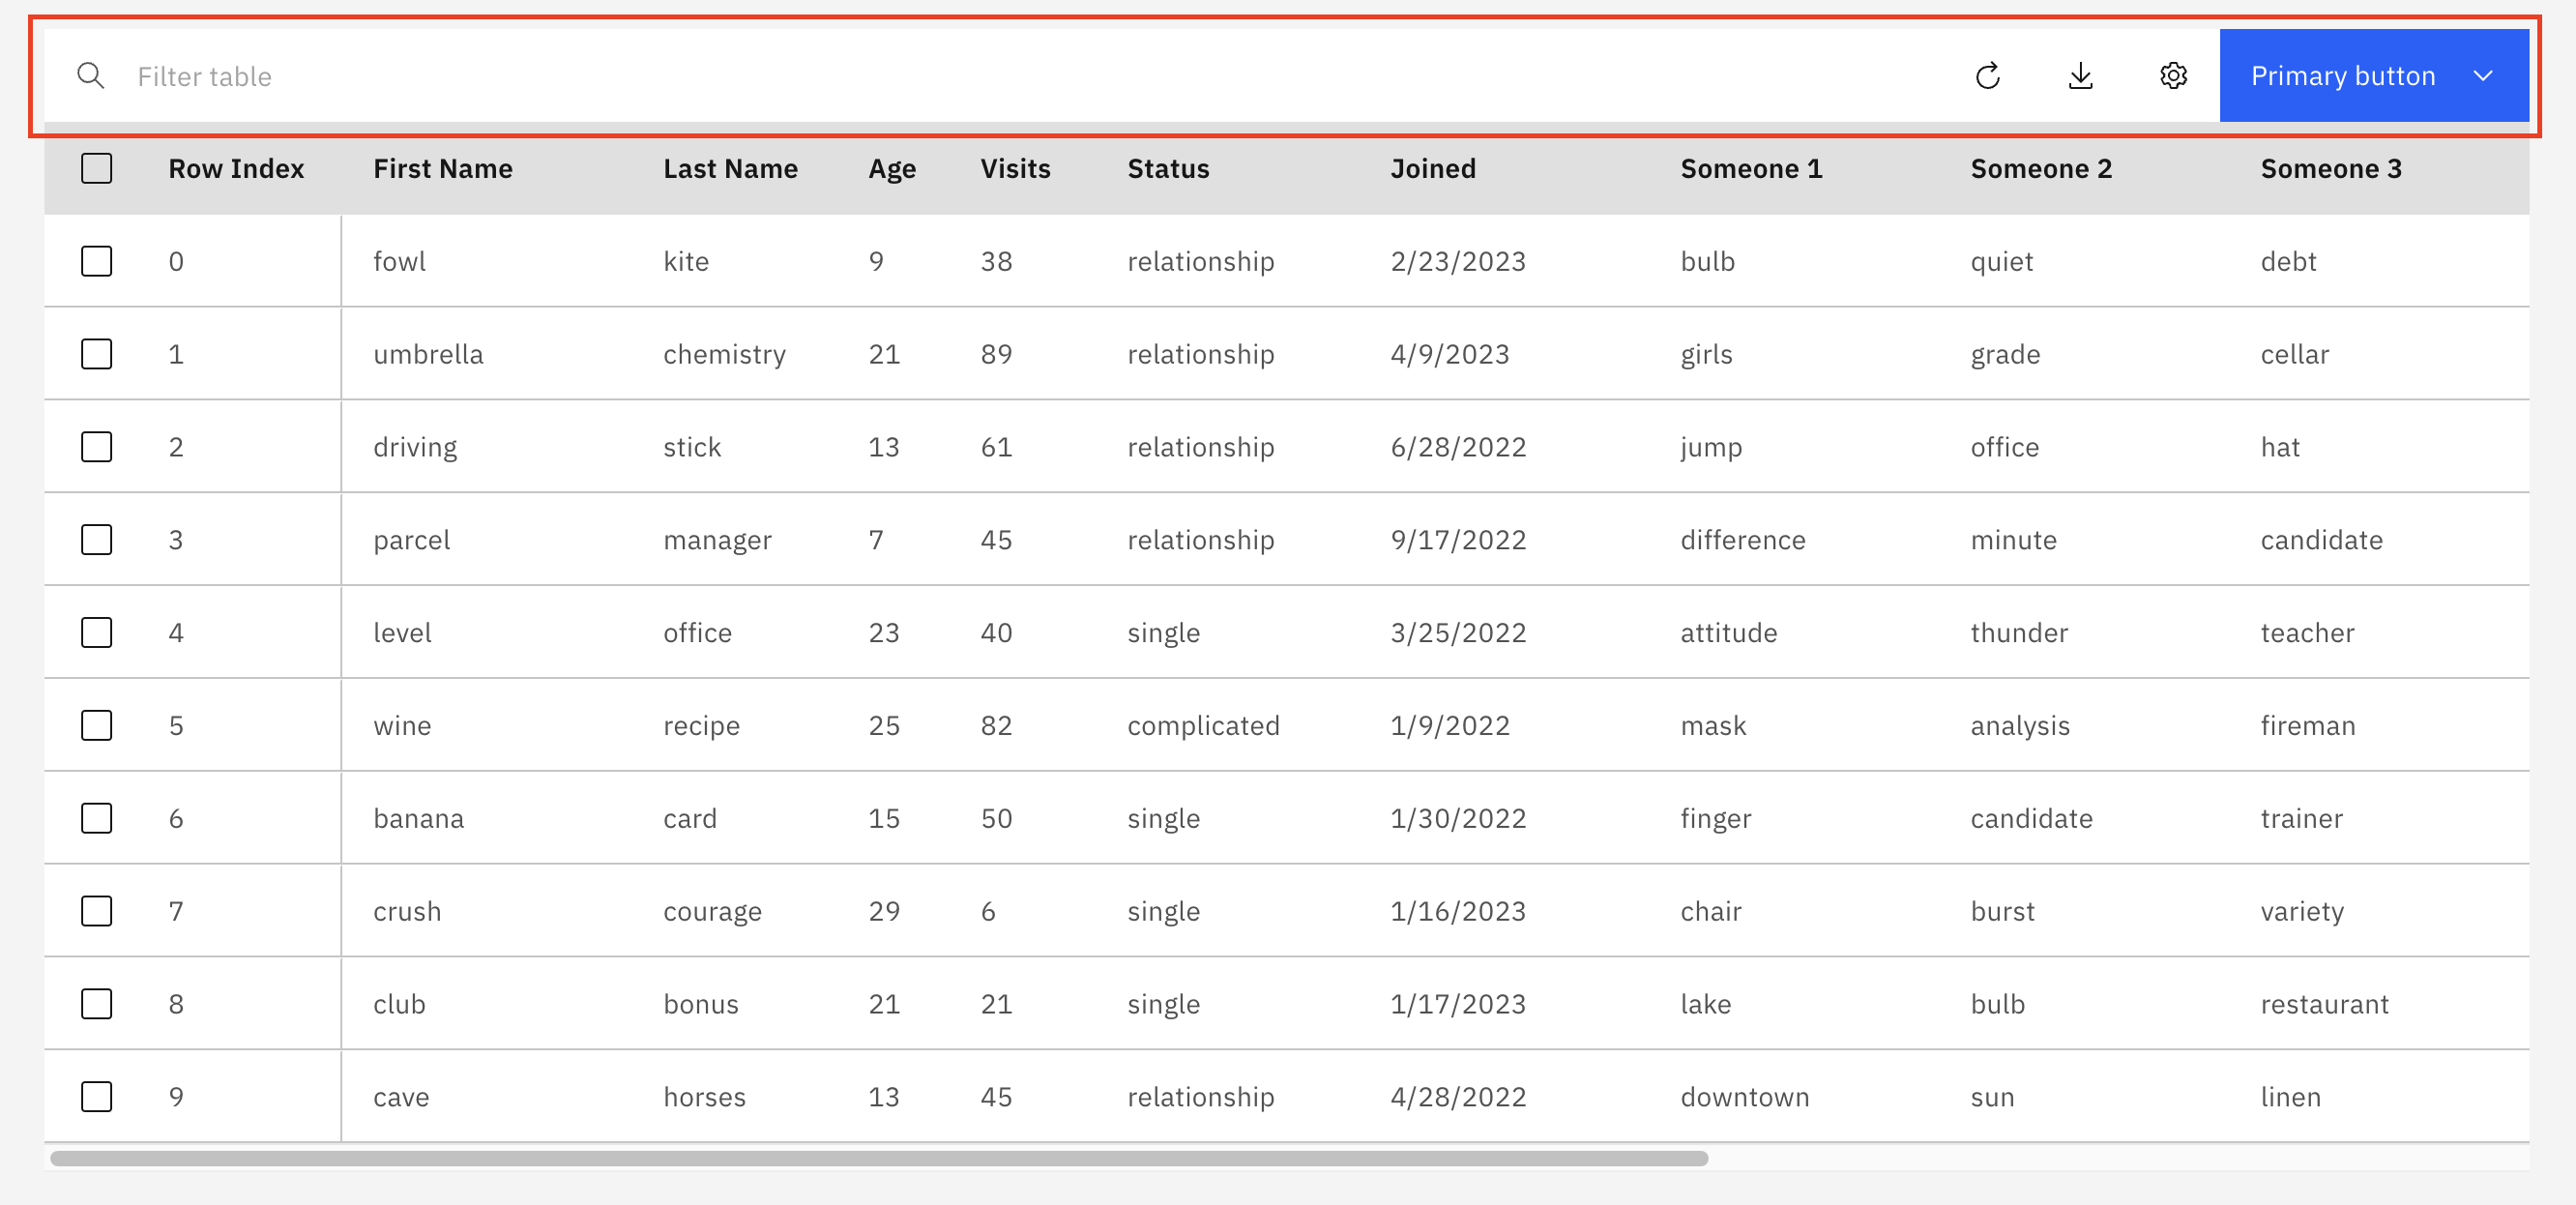 Filter table Primary button
Row Index First Name Last Name Age Visits Status Joined Someone 1 Someone 2 Someone 3
0 fowl kite 9 38 relationship 2/23/2023 bulb quiet debt
1 umbrella chemistry 21 89 relationship 4/9/2023 girls grade cellar
2 driving stick 13 61 relationship 6/28/2022 jump office hat
3 parcel manager 7 45 relationship 9/17/2022 difference minute candidate
4 level office 23 40 single 3/25/2022 attitude thunder teacher
5 wine recipe 25 82 complicated 1/9/2022 mask analysis fireman
6 banana card 15 50 single 1/30/2022 finger candidate trainer
7 crush courage 29 6 single 1/16/2023 chair burst variety
8 club bonus 21 21 single 1/17/2023 lake bulb restaurant
9 cave horses 13 45 relationship 4/28/2022 downtown sun linen